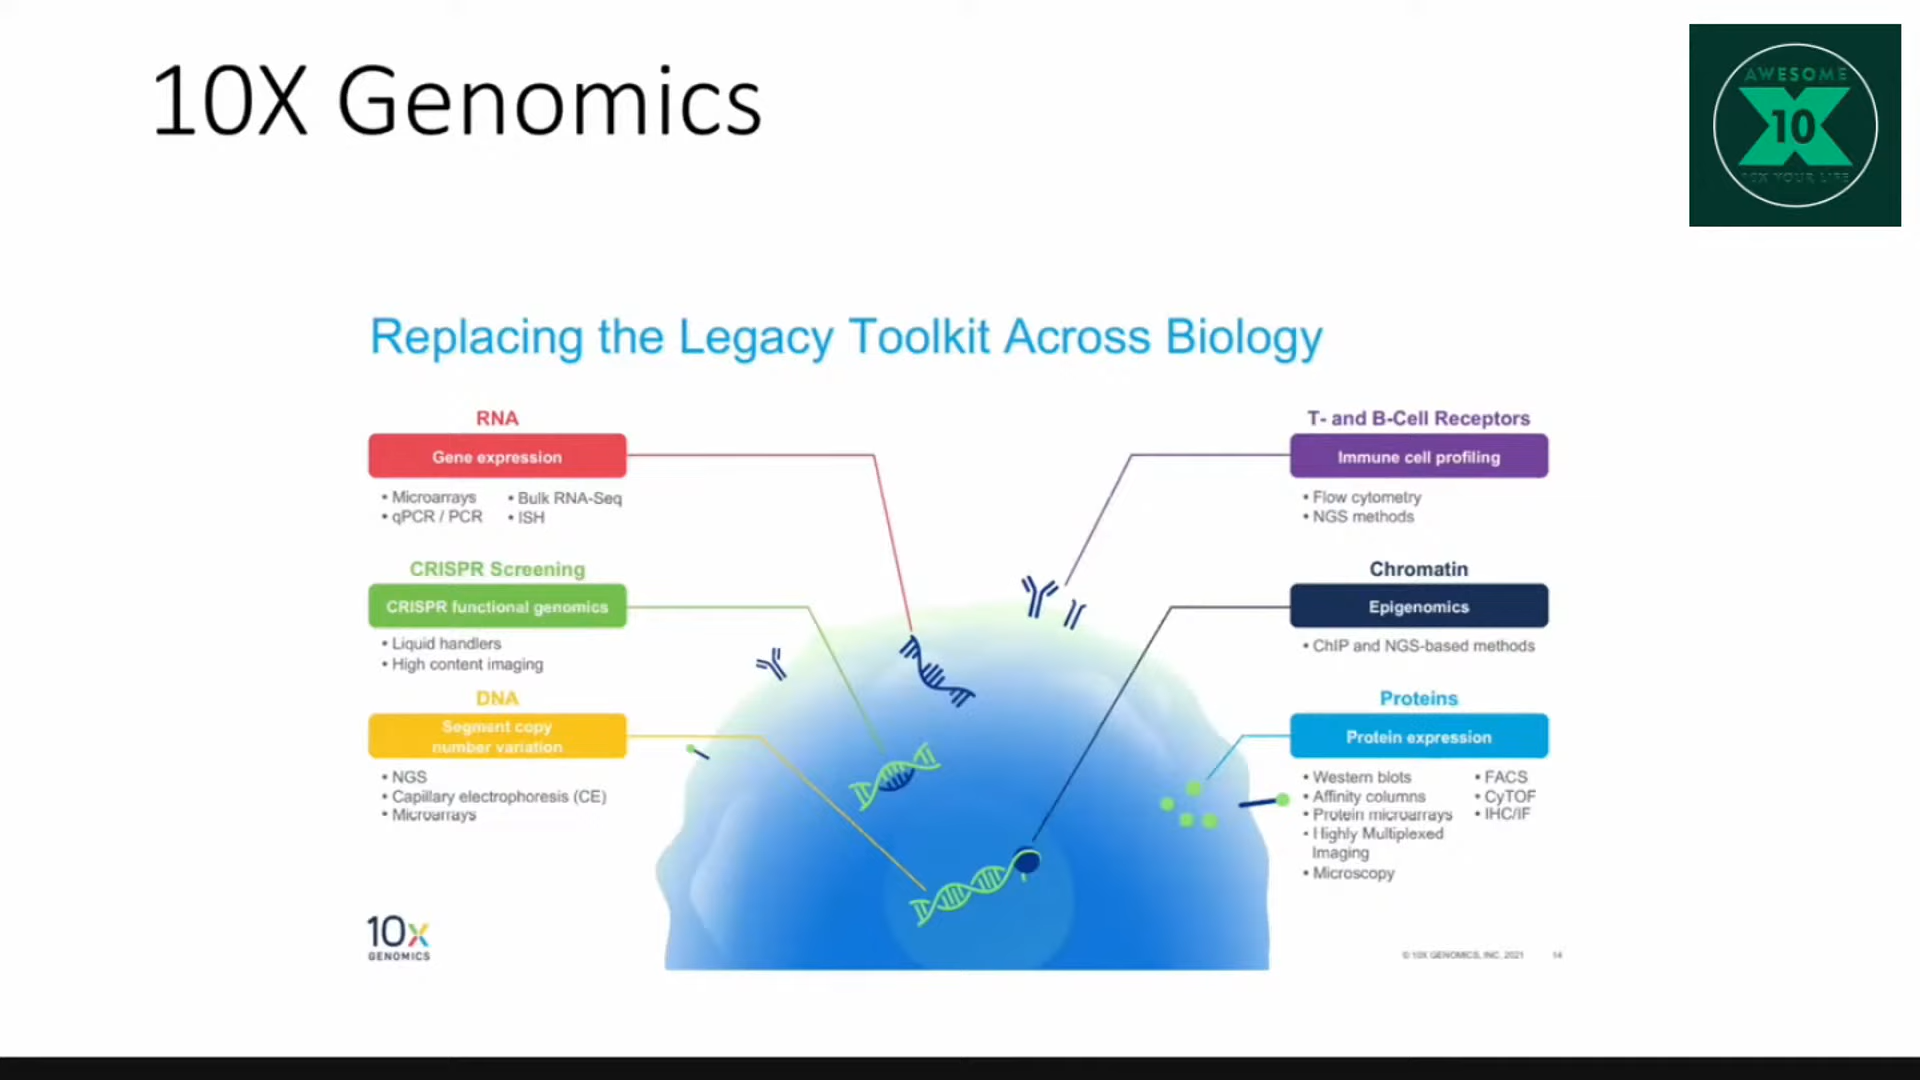 10X Genomics
AWESOME
10
10X YOUR LIFE
Replacing the Legacy Toolkit Across Biology
RNA
Gene expression
• Microarrays • Bulk RNA-Seq
• qPCR / PCR • ISH
CRISPR Screening
CRISPR functional genomics
• Liquid handlers
• High content imaging
DNA
Segment copy
number variation
• NGS
• Capillary electrophoresis (CE)
• Microarrays
T- and B-Cell Receptors
Immune cell profiling
• Flow cytometry
• NGS methods
Chromatin
Epigenomics
• ChIP and NGS-based methods
Proteins
Protein expression
• Western blots • FACS
• Affinity columns • CyTOF
• Protein microarrays • IHC/IF
• Highly Multiplexed
Imaging
• Microscopy
10x
GENOMICS
© 10X GENOMICS, INC. 2021 14